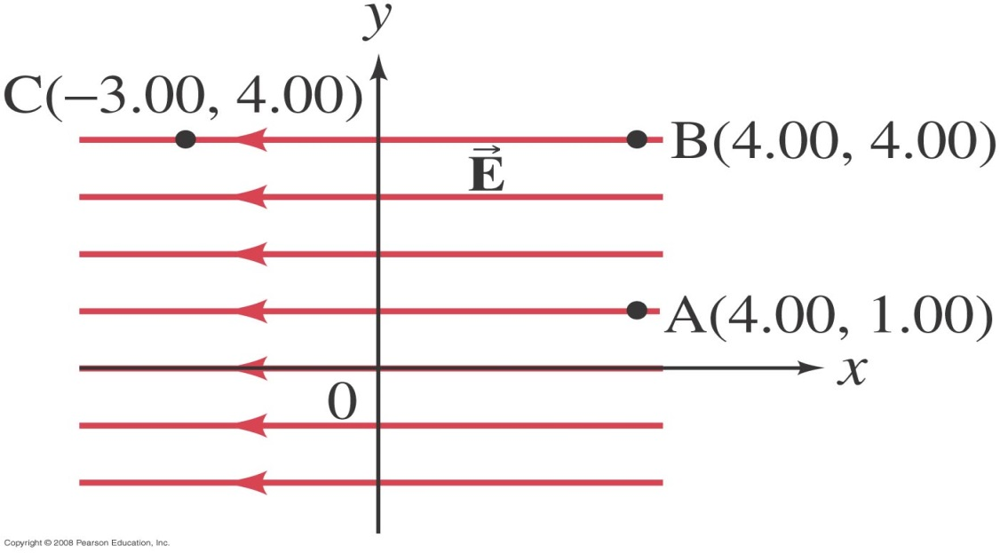 y
C(−3.00, 4.00)
B(4.00, 4.00)
E
A(4.00, 1.00)
x
0
Copyright © 2008 Pearson Education, Inc.